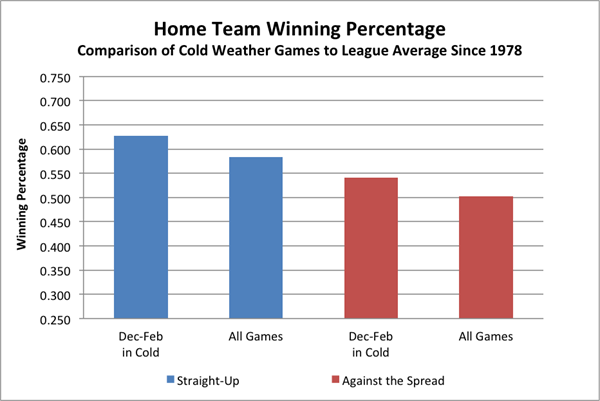 Home Team Winning Percentage
Comparison of Cold Weather Games to League Average Since 1978
Winning Percentage
0.750
0.700
0.650
0.600
0.550
0.500
0.450
0.400
0.350
0.300
0.250
Dec-Feb
in Cold
All Games
Dec-Feb
in Cold
All Games
Straight-Up
Against the Spread